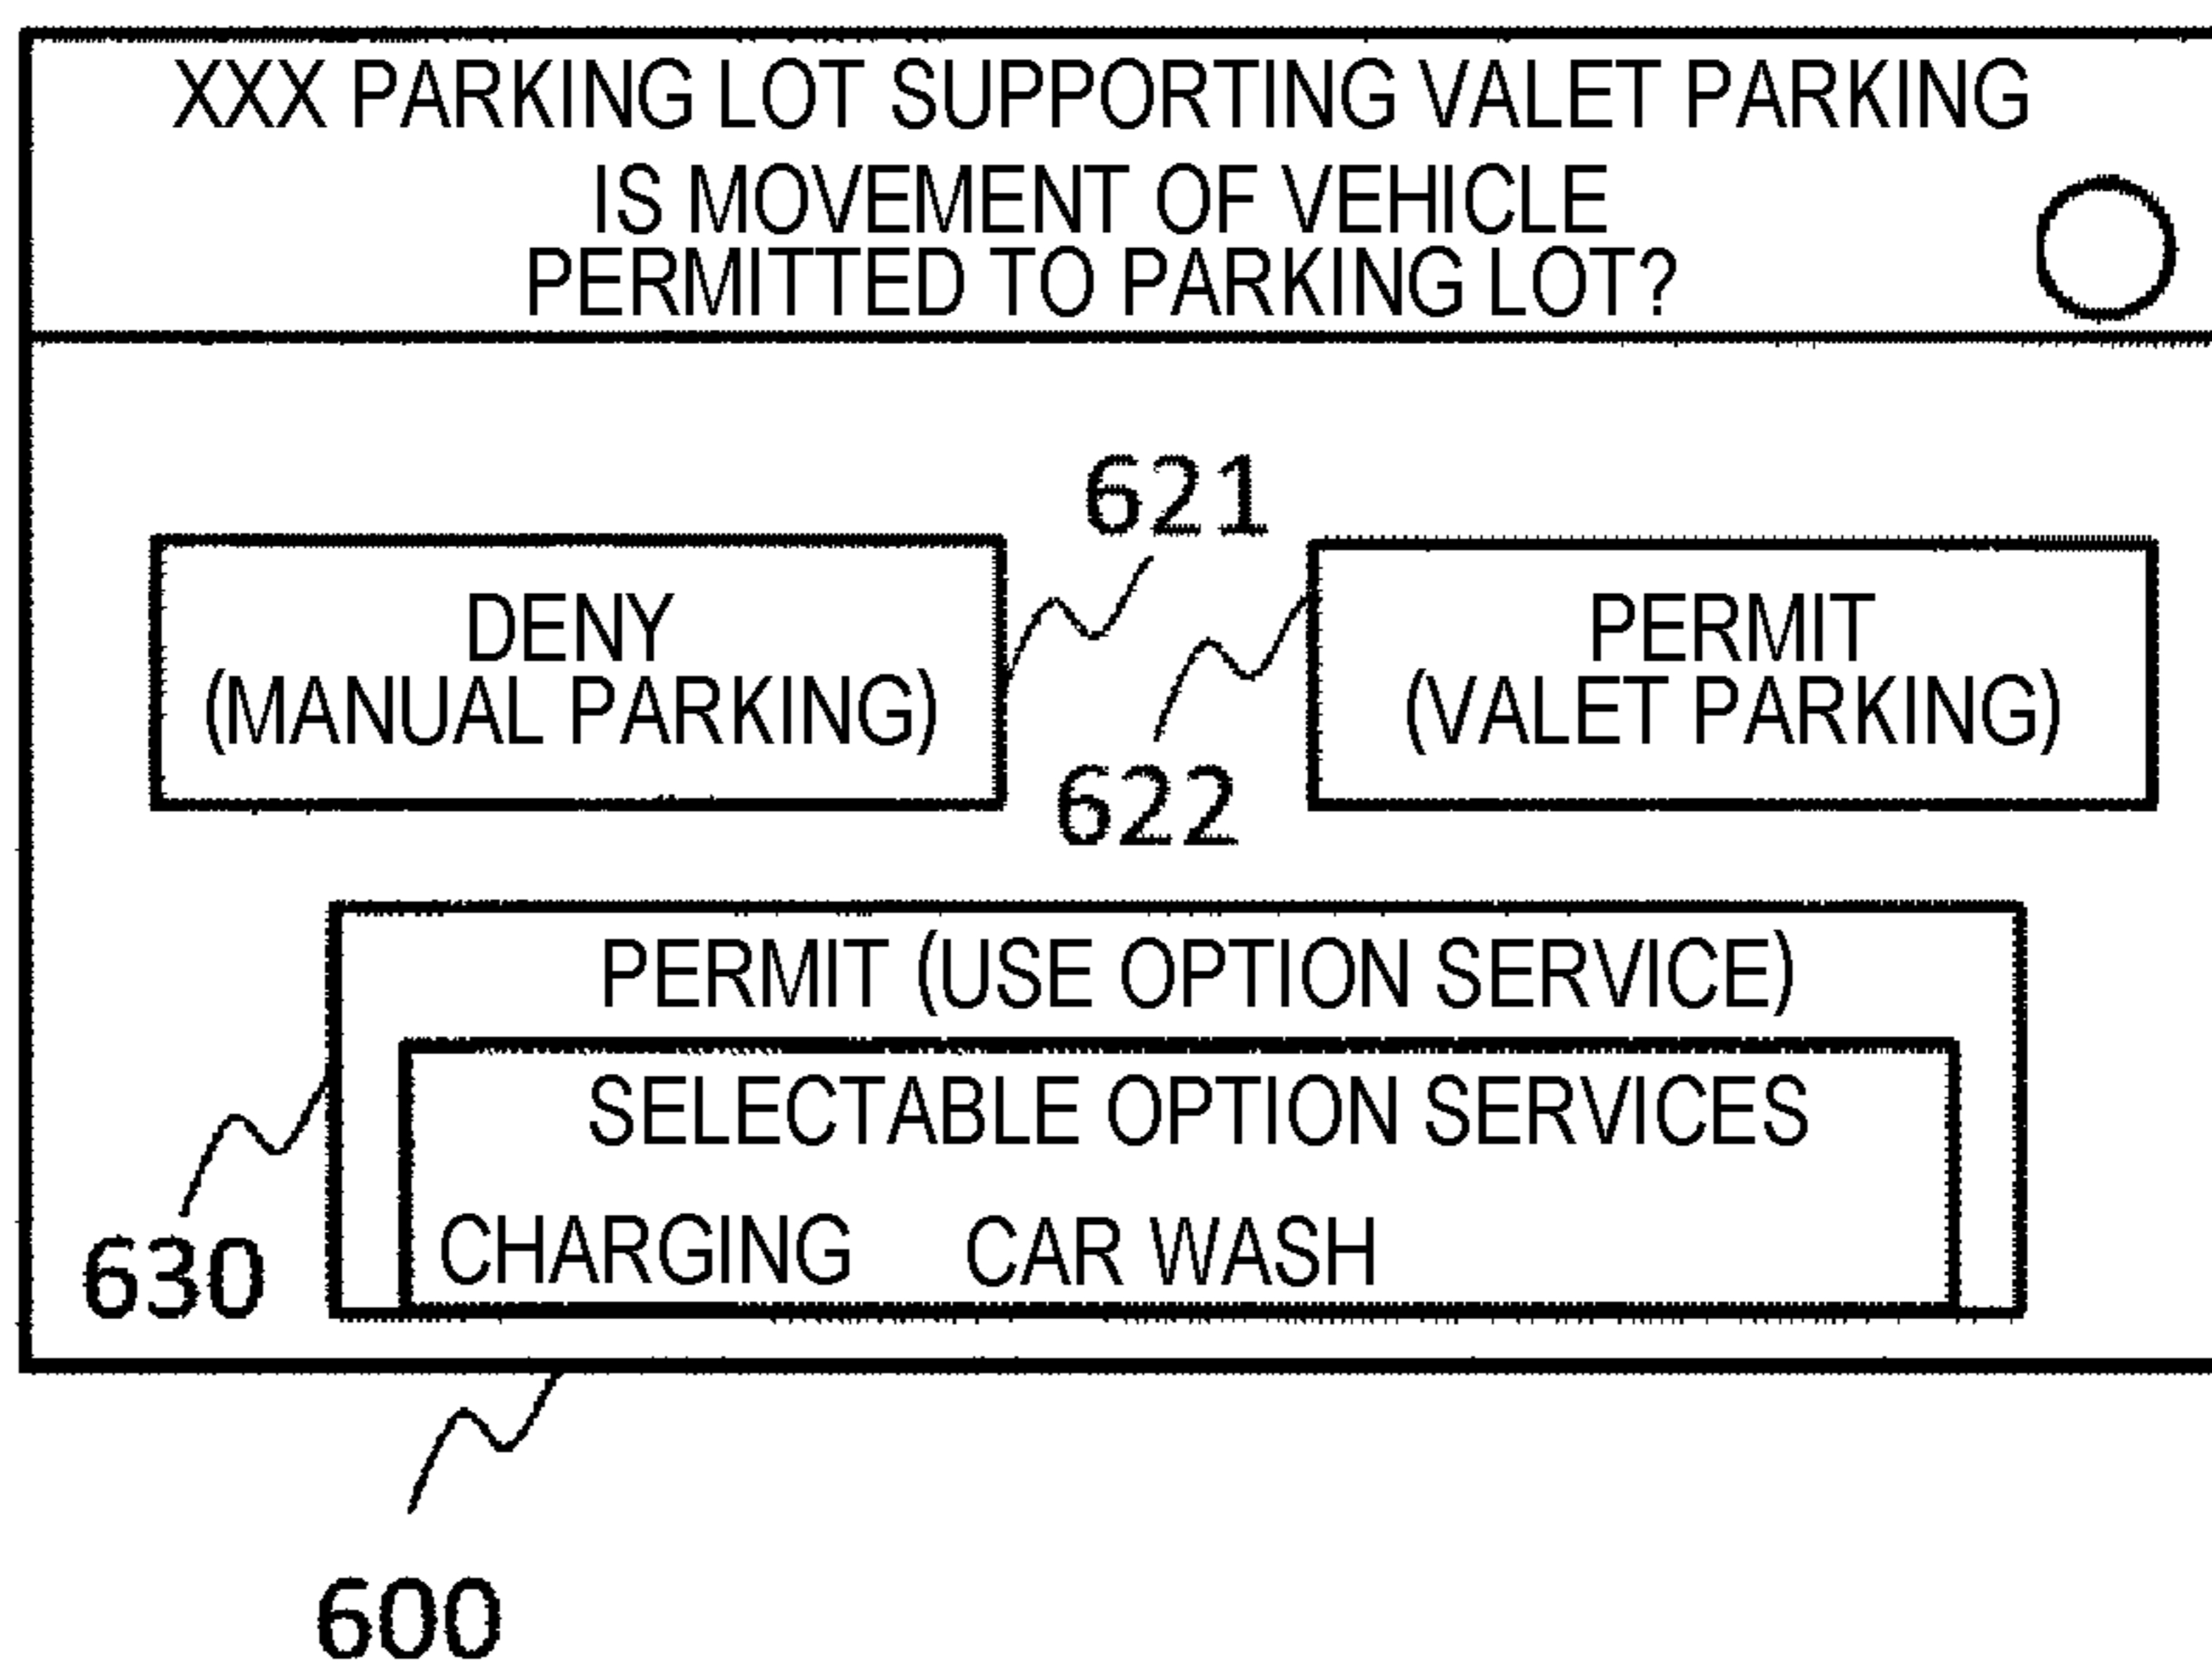 XXX PARKING LOT SUPPORTING VALET PARKING
IS MOVEMENT OF VEHICLE
PERMITTED TO PARKING LOT?
621
DENY
(MANUAL PARKING)
PERMIT
(VALET PARKING)
622
PERMIT (USE OPTION SERVICE)
SELECTABLE OPTION SERVICES
CHARGING CAR WASH
630
600